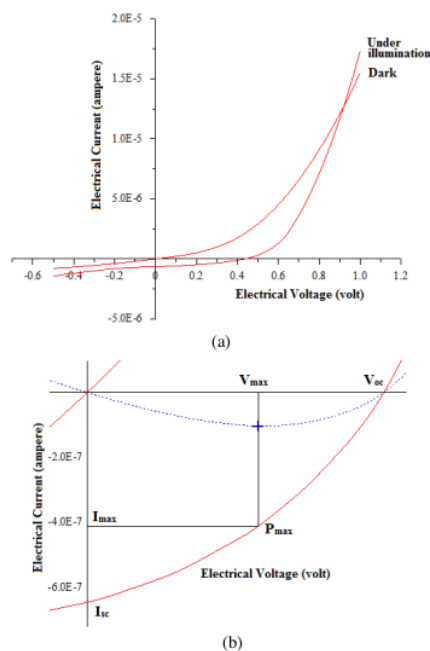 2.0E-5
Under
illumination
Dark
1.5E-5
1.0E-5
5.0E-6
Electrical Current (ampere)
-0.6 -0.4 -0.2 0 0.2 0.4 0.6 0.8 1.0 1.2
Electrical Voltage (volt)
-5.0E-6
(a)
Vmax Voc
-2.0E-7
Electrical Current (ampere)
Imax
-4.0E-7
Pmax
Electrical Voltage (volt)
-6.0E-7
Isc
(b)